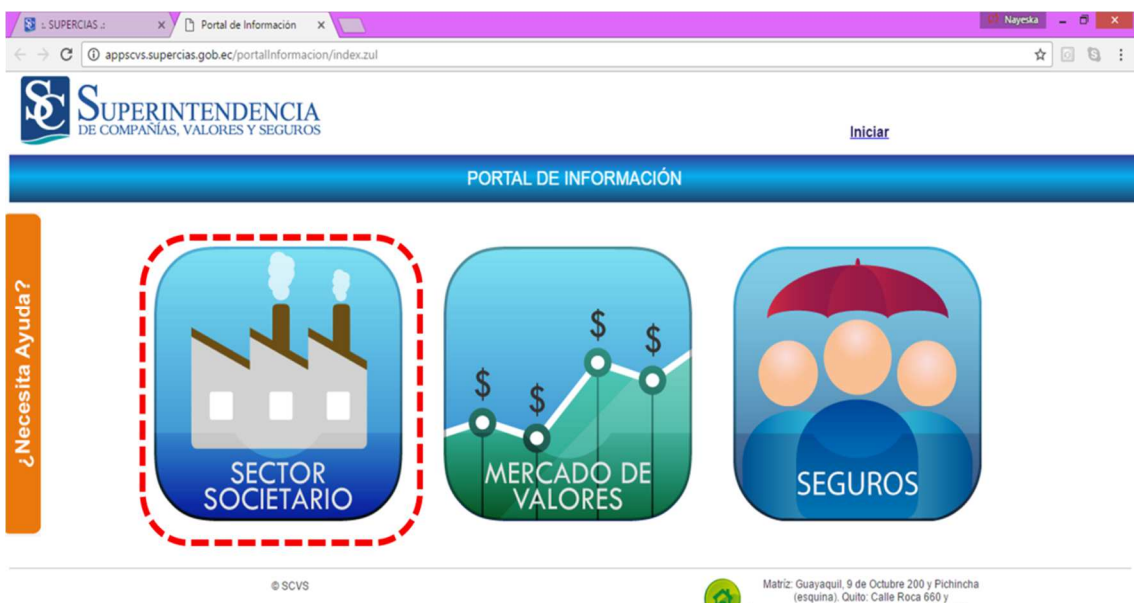 .: SUPERCIAS .:
Portal de Información
Nayeska
appscvs.supercias.gob.ec/portalInformacion/index.zul
SC SUPERINTENDENCIA
DE COMPAÑÍAS, VALORES Y SEGUROS
Iniciar
PORTAL DE INFORMACIÓN
¿Necesita Ayuda?
SECTOR
SOCIETARIO
$ $ $ $
MERCADO DE
VALORES
SEGUROS
© SCVS
Matríz: Guayaquil, 9 de Octubre 200 y Pichincha
(esquina). Quito: Calle Roca 660 y